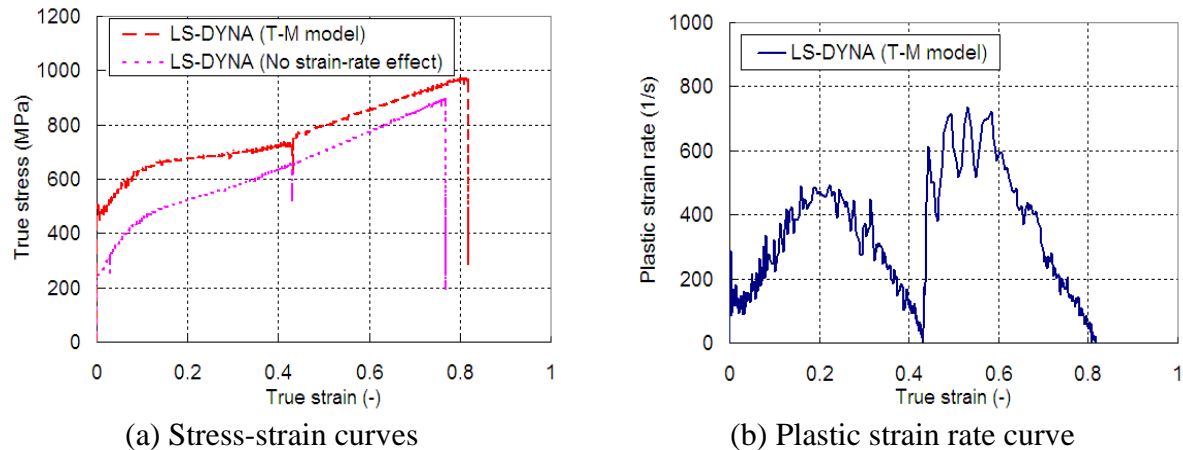 1200
1000
800
600
400
200
0
LS-DYNA (T-M model)
LS-DYNA (No strain-rate effect)
True stress (MPa)
0 0.2 0.4 0.6 0.8 1
True strain (-)
(a) Stress-strain curves
1000
800
600
400
200
0
LS-DYNA (T-M model)
Plastic strain rate (1/s)
0 0.2 0.4 0.6 0.8 1
True strain (-)
(b) Plastic strain rate curve